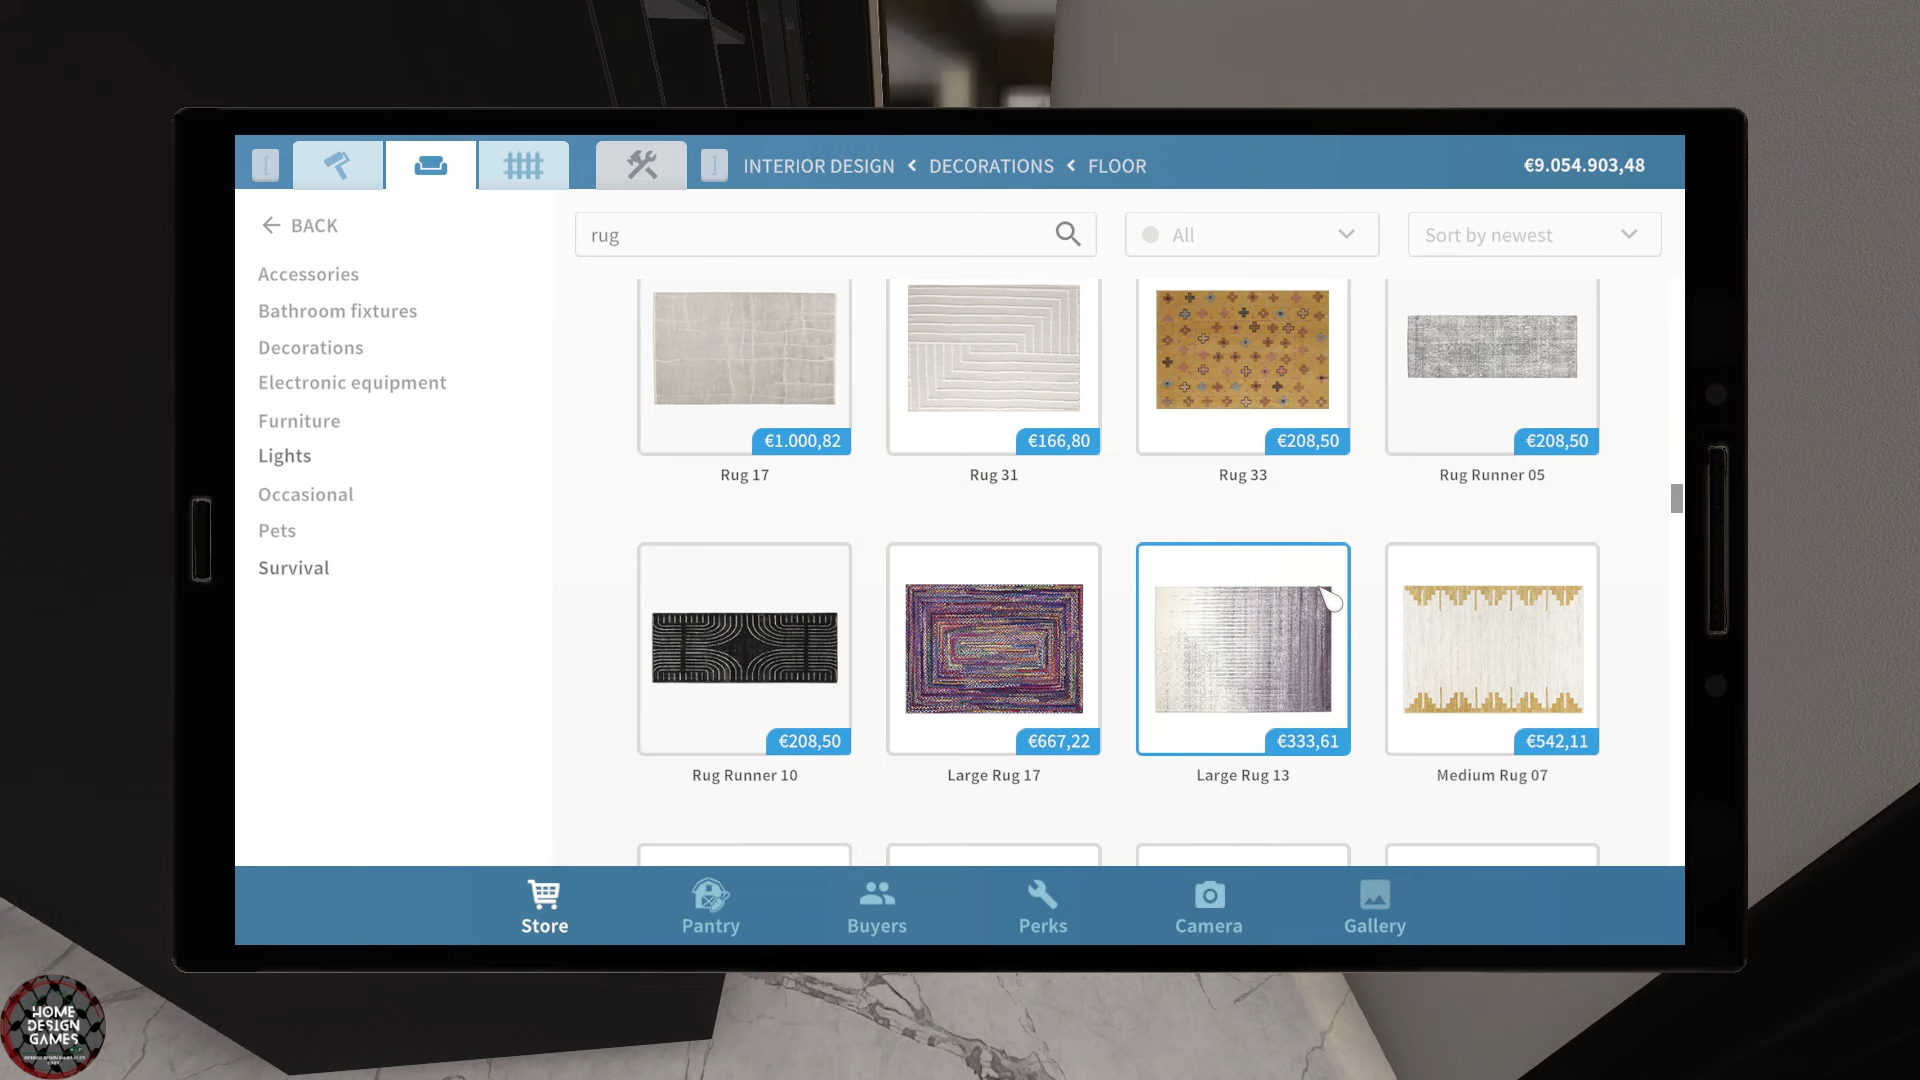 [
]
INTERIOR DESIGN < DECORATIONS < FLOOR
€9.054.903,48
BACK
rug
All
Sort by newest
Accessories
Bathroom fixtures
Decorations
Electronic equipment
Furniture
Lights
Occasional
Pets
Survival
€1.000,82
€166,80
€208,50
€208,50
Rug 17
Rug 31
Rug 33
Rug Runner 05
€208,50
€667,22
€333,61
€542,11
Rug Runner 10
Large Rug 17
Large Rug 13
Medium Rug 07
Store
Pantry
Buyers
Perks
Camera
Gallery
HOME
DESIGN
GAMES